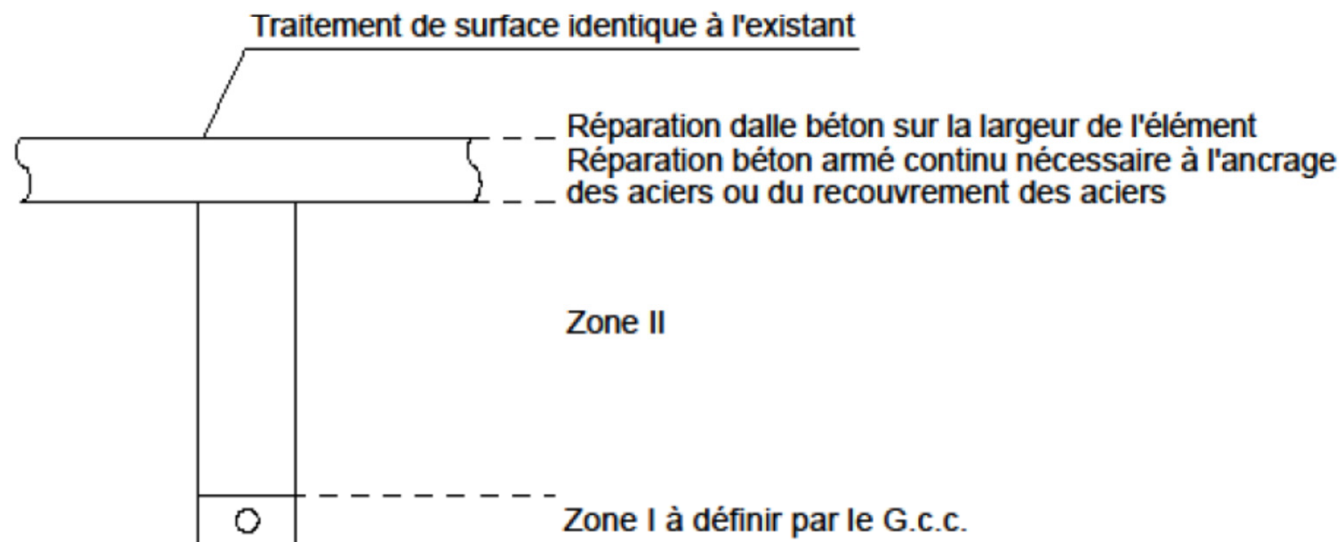 Traitement de surface identique à l'existant
Réparation dalle béton sur la largeur de l'élément
Réparation béton armé continu nécessaire à l'ancrage
des aciers ou du recouvrement des aciers
Zone II
Zone I à définir par le G.c.c.